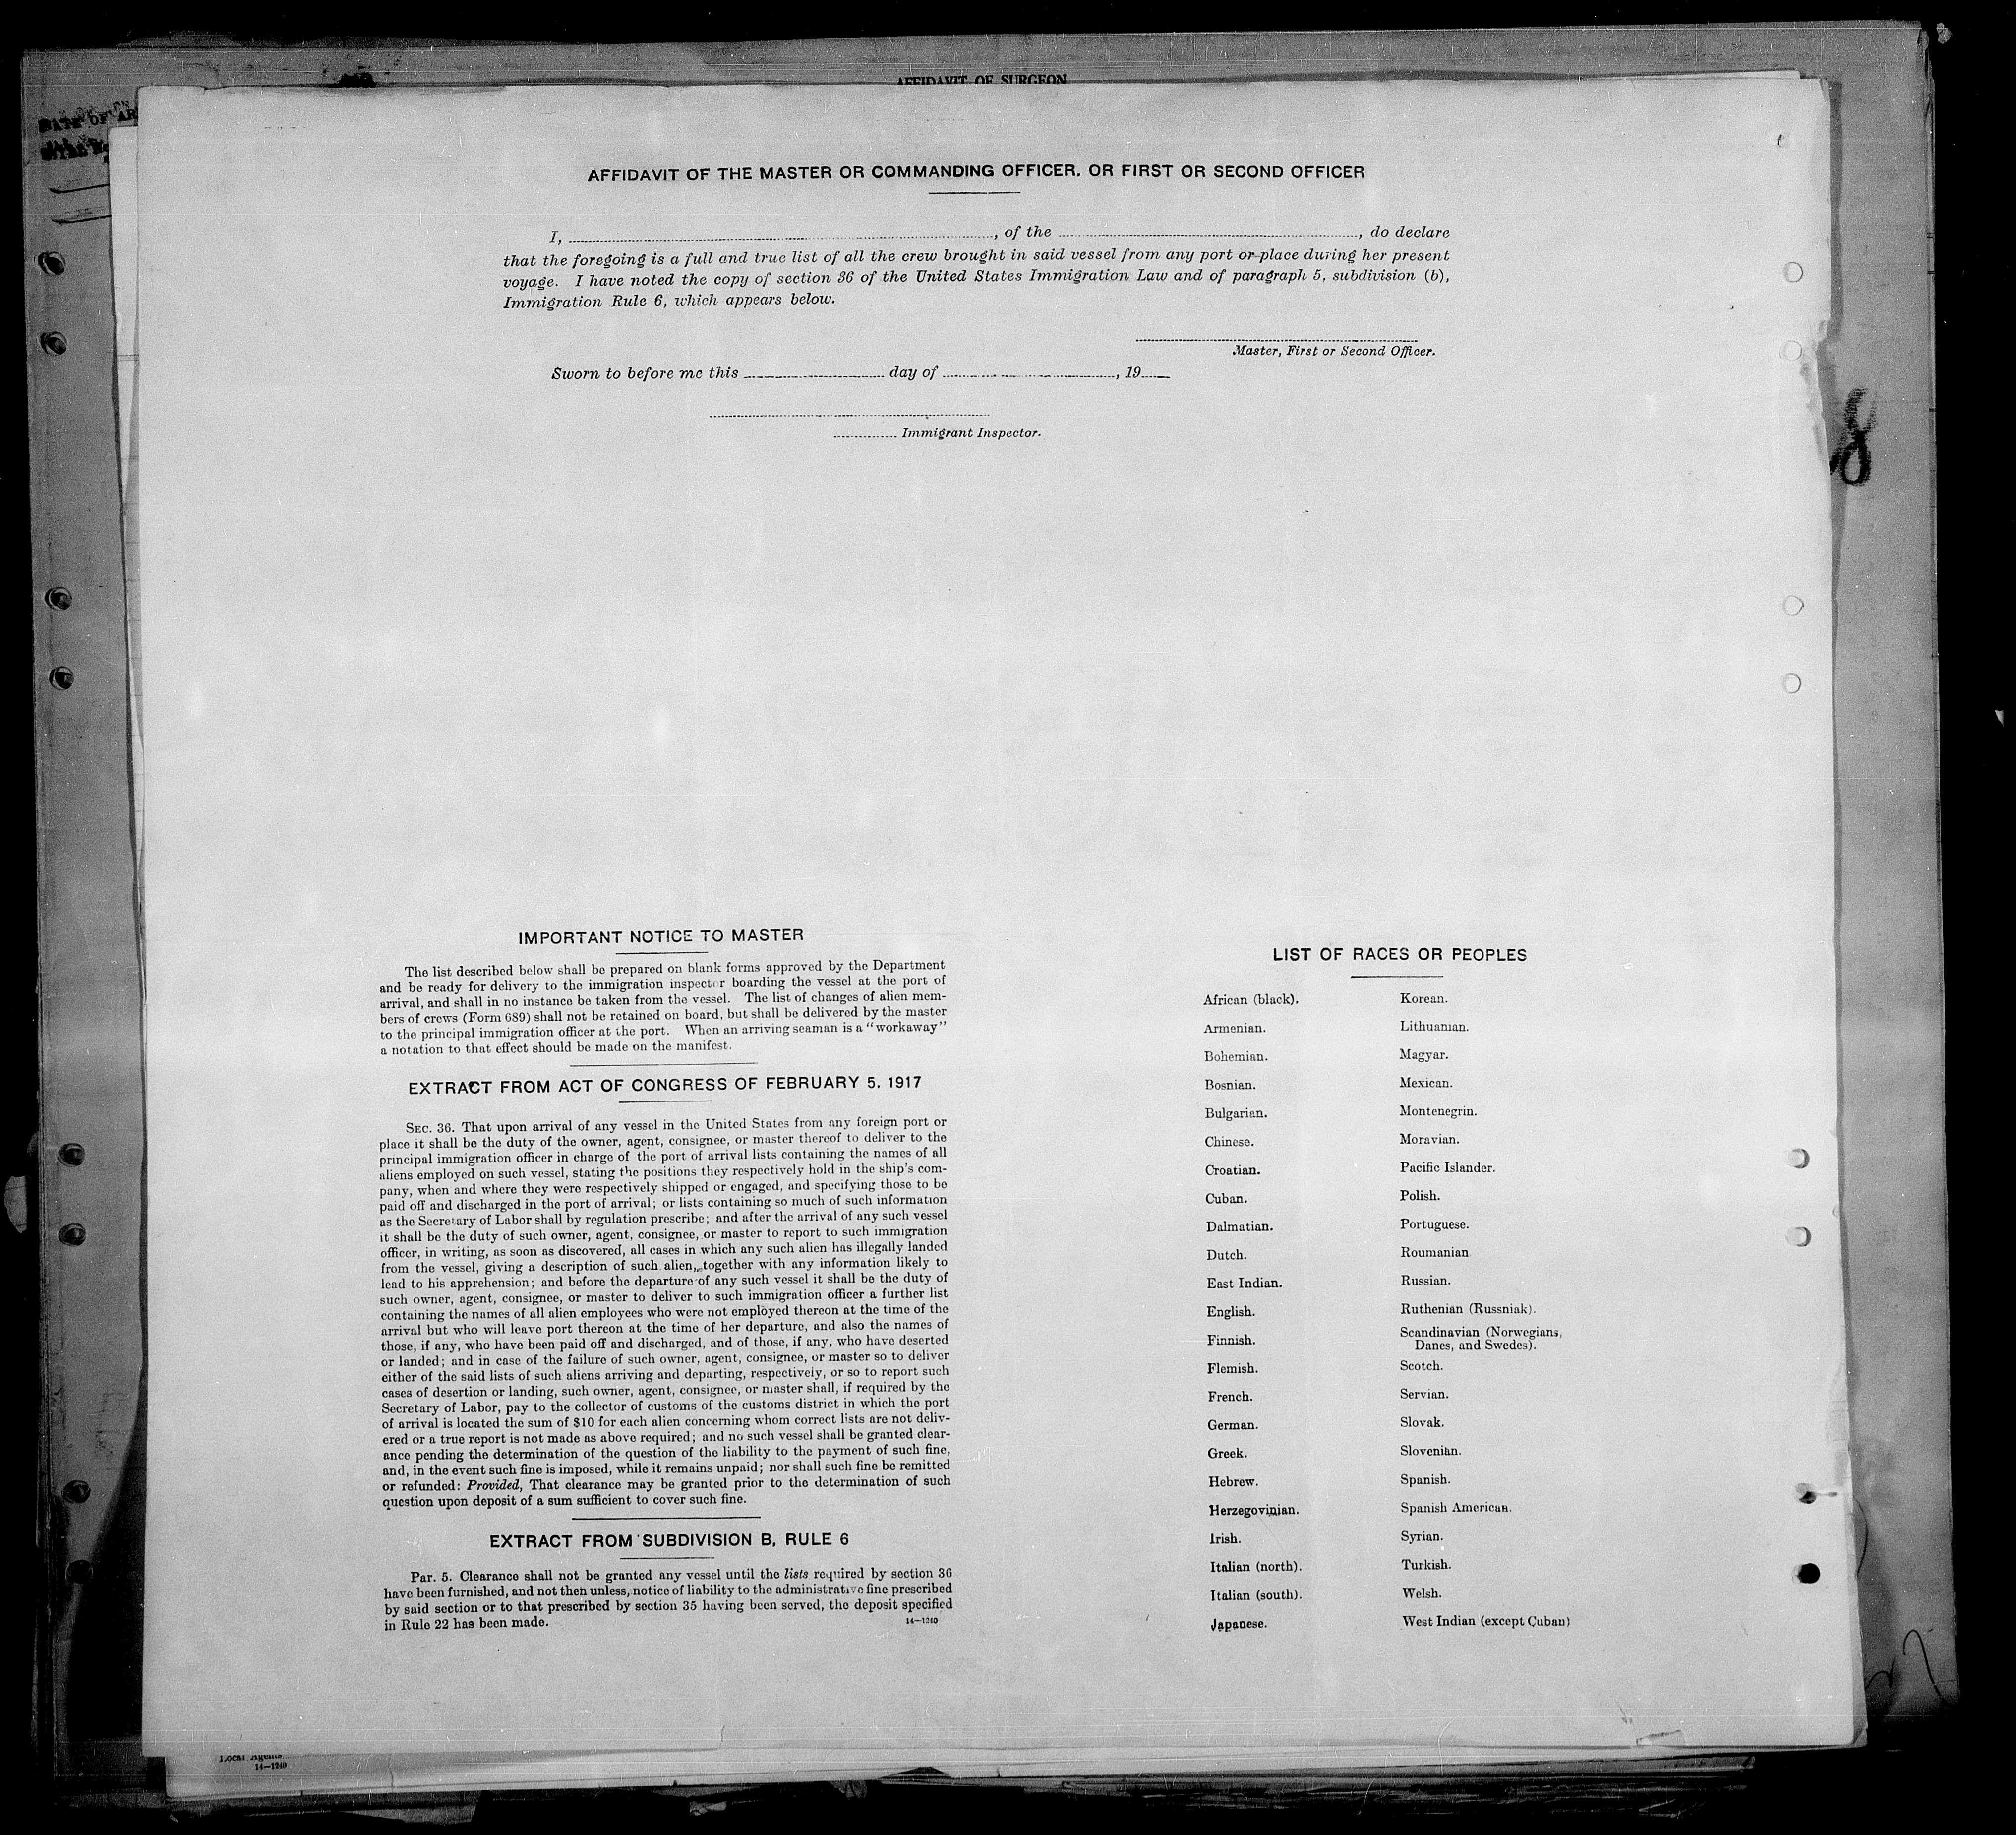 AFFIDAVIT OF SURGEON
DATE OF AR
AFFIDAVIT OF THE MASTER OR COMMANDING OFFICER, OR FIRST OR SECOND OFFICER
I, , of the , do declare
that the foregoing is a full and true list of all the crew brought in said vessel from any port or place during her present
voyage. I have noted the copy of section 36 of the United States Immigration Law and of paragraph 5, subdivision (b),
Immigration Rule 6, which appears below.
Master, First or Second Officer.
Sworn to before me this day of , 19
Immigrant Inspector.
8
IMPORTANT NOTICE TO MASTER
The list described below shall be prepared on blank forms approved by the Department
and be ready for delivery to the immigration inspector boarding the vessel at the port of
arrival, and shall in no instance be taken from the vessel. The list of changes of alien mem-
bers of crews (Form 689) shall not be retained on board, but shall be delivered by the master
to the principal immigration officer at the port. When an arriving seaman is a "workaway"
a notation to that effect should be made on the manifest.
EXTRACT FROM ACT OF CONGRESS OF FEBRUARY 5, 1917
SEC. 36. That upon arrival of any vessel in the United States from any foreign port or
place it shall be the duty of the owner, agent, consignee, or master thereof to deliver to the
principal immigration officer in charge of the port of arrival lists containing the names of all
aliens employed on such vessel, stating the positions they respectively hold in the ship's com-
pany, when and where they were respectively shipped or engaged, and specifying those to be
paid off and discharged in the port of arrival; or lists containing so much of such information
as the Secretary of Labor shall by regulation prescribe; and after the arrival of any such vessel
it shall be the duty of such owner, agent, consignee, or master to report to such immigration
officer, in writing, as soon as discovered, all cases in which any such alien has illegally landed
from the vessel, giving a description of such alien, together with any information likely to
lead to his apprehension; and before the departure of any such vessel it shall be the duty of
such owner, agent, consignee, or master to deliver to such immigration officer a further list
containing the names of all alien employees who were not employed thereon at the time of the
arrival but who will leave port thereon at the time of her departure, and also the names of
those, if any, who have been paid off and discharged, and of those, if any, who have deserted
or landed; and in case of the failure of such owner, agent, consignee, or master so to deliver
either of the said lists of such aliens arriving and departing, respectively, or so to report such
cases of desertion or landing, such owner, agent, consignee, or master shall, if required by the
Secretary of Labor, pay to the collector of customs of the customs district in which the port
of arrival is located the sum of $10 for each alien concerning whom correct lists are not deliv-
ered or a true report is not made as above required; and no such vessel shall be granted clear-
ance pending the determination of the question of the liability to the payment of such fine,
and, in the event such fine is imposed, while it remains unpaid; nor shall such fine be remitted
or refunded: Provided, That clearance may be granted prior to the determination of such
question upon deposit of a sum sufficient to cover such fine.
EXTRACT FROM SUBDIVISION B, RULE 6
Par. 5. Clearance shall not be granted any vessel until the lists required by section 36
have been furnished, and not then unless, notice of liability to the administrative fine prescribed
by said section or to that prescribed by section 35 having been served, the deposit specified
in Rule 22 has been made.
14—1240
LIST OF RACES OR PEOPLES
African (black).
Armenian.
Bohemian.
Bosnian.
Bulgarian.
Chinese.
Croatian.
Cuban.
Dalmatian.
Dutch.
East Indian.
English.
Finnish.
Flemish.
French.
German.
Greek.
Hebrew.
Herzegovinian.
Irish.
Italian (north).
Italian (south).
Japanese.
Korean.
Lithuanian.
Magyar.
Mexican.
Montenegrin.
Moravian.
Pacific Islander.
Polish.
Portuguese.
Roumanian
Russian.
Ruthenian (Russniak).
Scandinavian (Norwegians,
Danes, and Swedes).
Scotch.
Servian.
Slovak.
Slovenian.
Spanish.
Spanish American.
Syrian.
Turkish.
Welsh.
West Indian (except Cuban)
Local Agents
14—1240